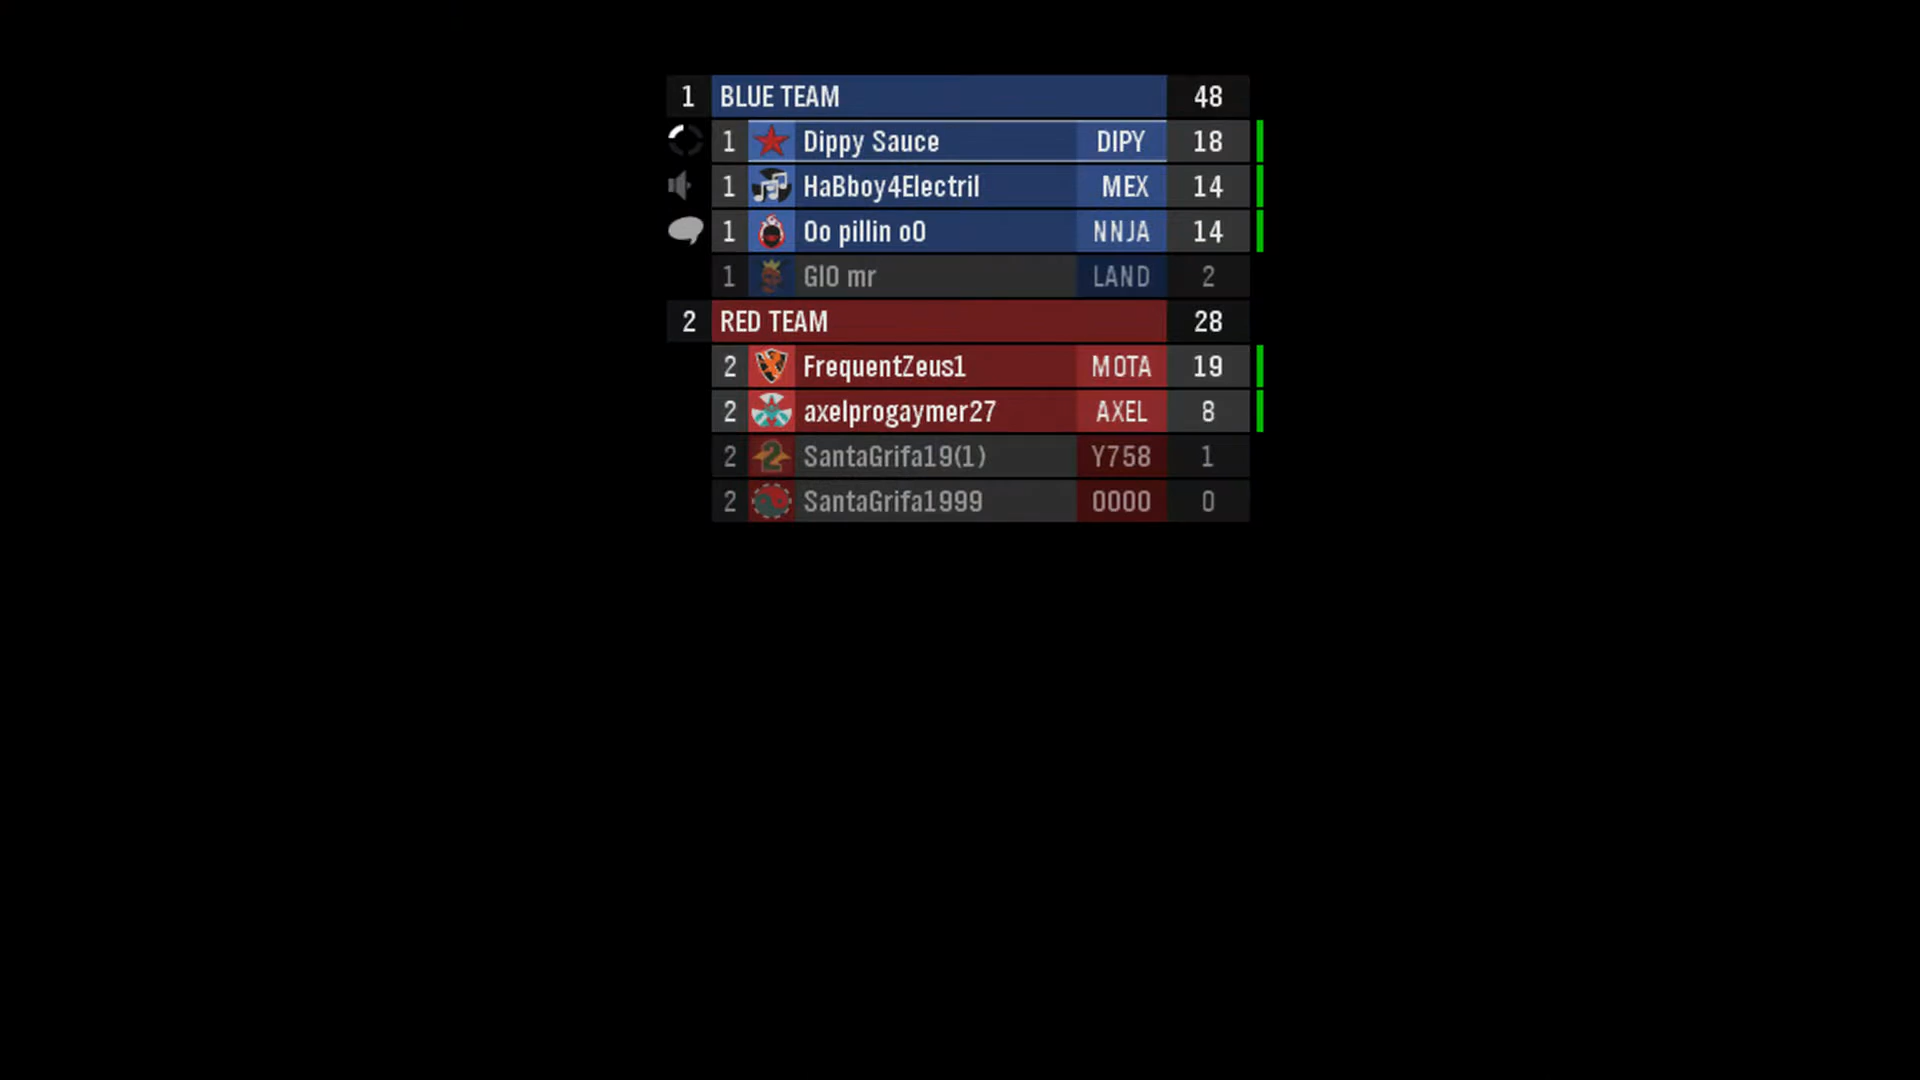 1 BLUE TEAM 48
1 Dippy Sauce DIPY 18
1 HaBboy4Electril MEX 14
1 Oo pillin oO NNJA 14
1 GIO mr LAND 2
2 RED TEAM 28
2 FrequentZeus1 MOTA 19
2 axelprogaymer27 AXEL 8
2 SantaGrifa19(1) Y758 1
2 SantaGrifa1999 0000 0